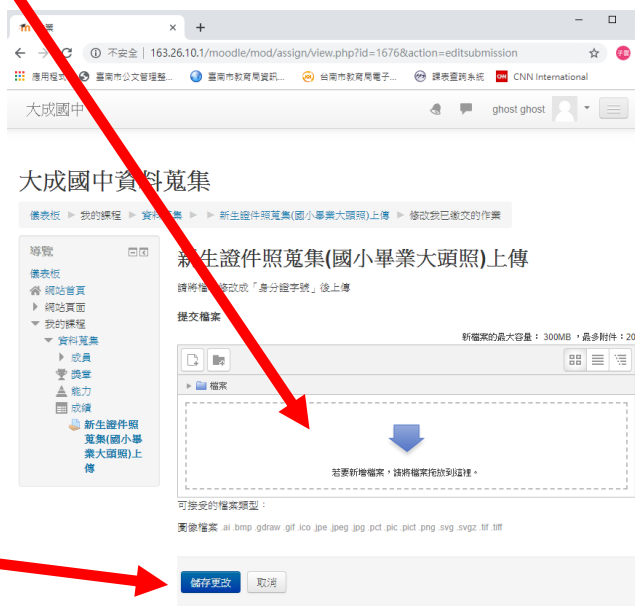 不安全 | 163.26.10.1/moodle/mod/assign/view.php?id=1676&action=editsubmission
應用程式 臺南市公文管理整... 臺南市教育局資訊... 台南市教育局電子... 課表查詢系統 CNN International
大成國中 ghost ghost
大成國中資料蒐集
儀表板 ▶ 我的課程 ▶ 資料蒐集 ▶ ▶ 新生證件照蒐集(國小畢業大頭照)上傳 ▶ 修改我已繳交的作業
導覽
儀表板
網站首頁
網站頁面
我的課程
資料蒐集
成員
獎章
能力
成績
新生證件照
蒐集(國小畢
業大頭照)上
傳
新生證件照蒐集(國小畢業大頭照)上傳
請將檔 修改成「身分證字號」後上傳
提交檔案
新檔案的最大容量： 300MB ，最多附件：20
檔案
若要新增檔案，請將檔案拖放到這裡。
可接受的檔案類型：
圖像檔案 .ai .bmp .gdraw .gif .ico .jpe .jpeg .jpg .pct .pic .pict .png .svg .svgz .tif .tiff
儲存更改 取消